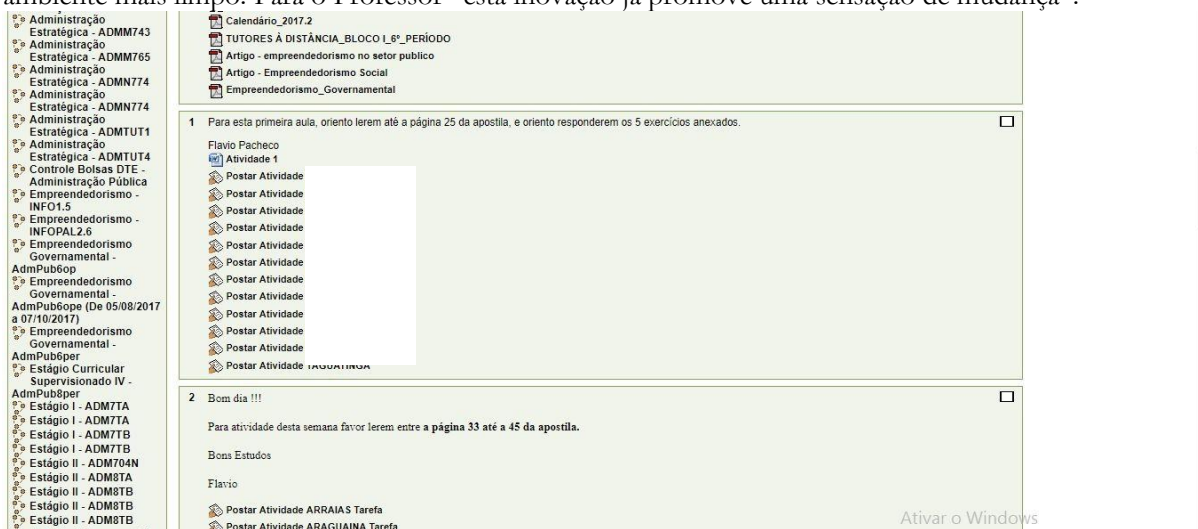 ambiente mais limpo. Para o Professor "esta inovação já promove uma sensação de mudança".
Administração
Estratégica - ADMM743
Administração
Estratégica - ADMM765
Administração
Estratégica - ADMN774
Administração
Estratégica - ADMN774
Administração
Estratégica - ADMTUT1
Administração
Estratégica - ADMTUT4
Controle Bolsas DTE -
Administração Pública
Empreendedorismo -
INFO1.5
Empreendedorismo -
INFOPAL2.6
Empreendedorismo
Governamental -
AdmPub6op
Empreendedorismo
Governamental -
AdmPub6ope (De 05/08/2017
a 07/10/2017)
Empreendedorismo
Governamental -
AdmPub6per
Estágio Curricular
Supervisionado IV -
AdmPub8per
Estágio I - ADM7TA
Estágio I - ADM7TA
Estágio I - ADM7TB
Estágio I - ADM7TB
Estágio II - ADM704N
Estágio II - ADM8TA
Estágio II - ADM8TB
Estágio II - ADM8TB
Estágio II - ADM8TB
Calendário_2017.2
TUTORES À DISTÂNCIA_BLOCO I_6º_PERÍODO
Artigo - empreendedorismo no setor publico
Artigo - Empreendedorismo Social
Empreendedorismo_Governamental
1 Para esta primeira aula, oriento lerem até a página 25 da apostila, e oriento responderem os 5 exercícios anexados.
Flavio Pacheco
Atividade 1
Postar Atividade
Postar Atividade
Postar Atividade
Postar Atividade
Postar Atividade
Postar Atividade
Postar Atividade
Postar Atividade
Postar Atividade
Postar Atividade
Postar Atividade
Postar Atividade TAGUATINGA
2 Bom dia !!!
Para atividade desta semana favor lerem entre a página 33 até a 45 da apostila.
Bons Estudos
Flavio
Postar Atividade ARRAIAS Tarefa
Postar Atividade ARAGUAINA Tarefa
Ativar o Windows